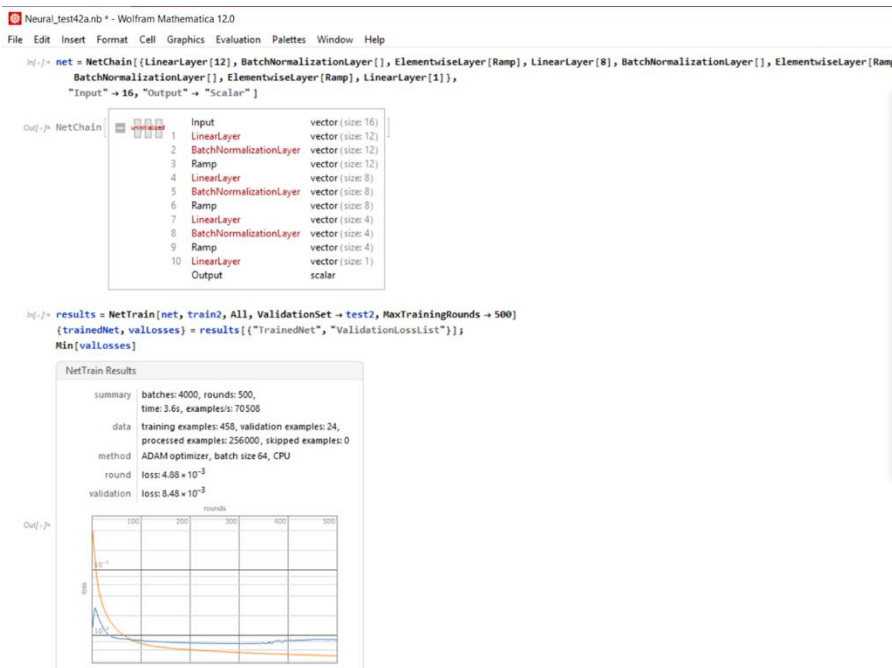 Neural_test42a.nb * - Wolfram Mathematica 12.0
File Edit Insert Format Cell Graphics Evaluation Palettes Window Help
In[•]:= net = NetChain[{LinearLayer[12], BatchNormalizationLayer[], ElementwiseLayer[Ramp], LinearLayer[8], BatchNormalizationLayer[], ElementwiseLayer[Ram
BatchNormalizationLayer[], ElementwiseLayer[Ramp], LinearLayer[1]},
"Input" → 16, "Output" → "Scalar" ]
Out[•]= NetChain[ uninitialized Input vector (size: 16) ]
1 LinearLayer vector (size: 12)
2 BatchNormalizationLayer vector (size: 12)
3 Ramp vector (size: 12)
4 LinearLayer vector (size: 8)
5 BatchNormalizationLayer vector (size: 8)
6 Ramp vector (size: 8)
7 LinearLayer vector (size: 4)
8 BatchNormalizationLayer vector (size: 4)
9 Ramp vector (size: 4)
10 LinearLayer vector (size: 1)
Output scalar
In[•]:= results = NetTrain[net, train2, All, ValidationSet → test2, MaxTrainingRounds → 500]
{trainedNet, valLosses} = results[{"TrainedNet", "ValidationLossList"}];
Min[valLosses]
NetTrain Results
summary batches: 4000, rounds: 500,
time: 3.6s, examples/s: 70508
data training examples: 458, validation examples: 24,
processed examples: 256000, skipped examples: 0
method ADAM optimizer, batch size 64, CPU
round loss: 4.88 × 10⁻³
validation loss: 8.48 × 10⁻³
rounds
100 200 300 400 500
Out[•]=
loss